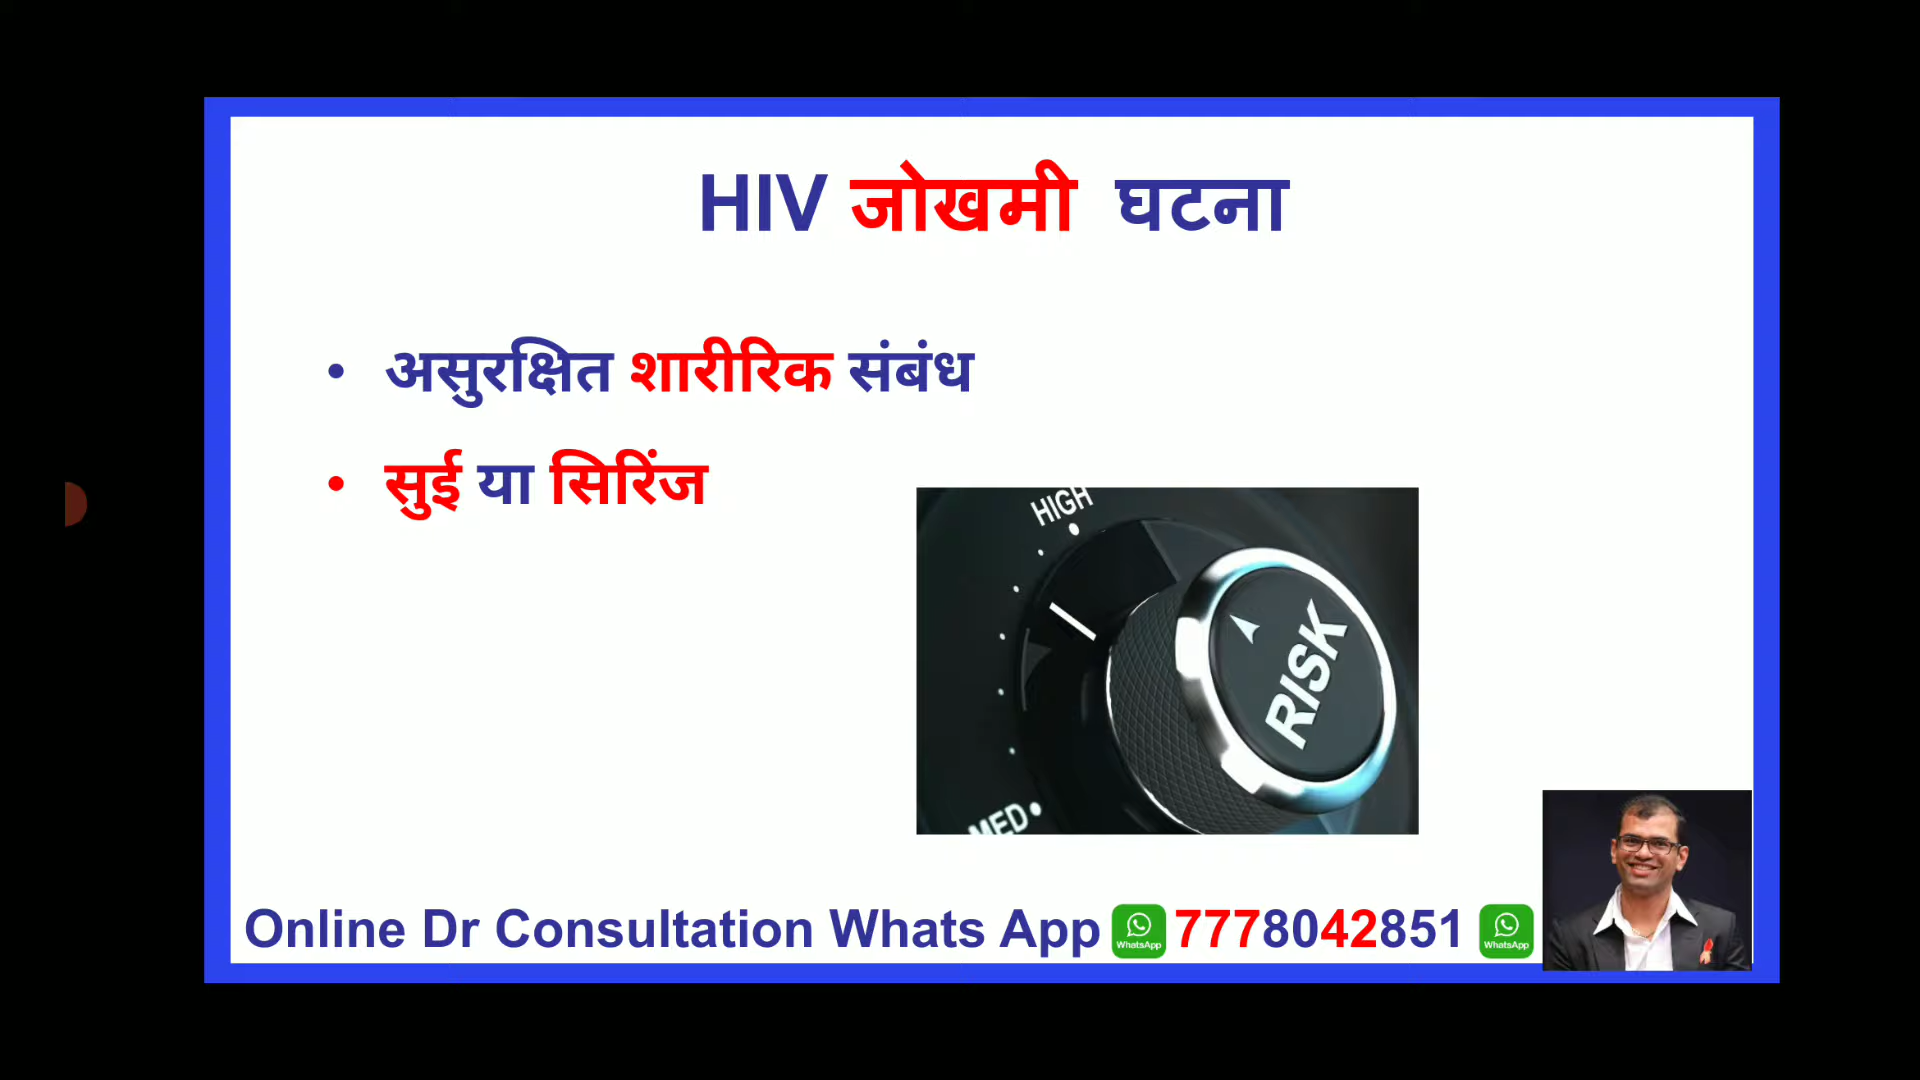 HIV जोखमी घटना
• असुरक्षित शारीरिक संबंध
• सुई या सिरिंज
HIGH
RISK
MED
Online Dr Consultation Whats App WhatsApp 7778042851 WhatsApp